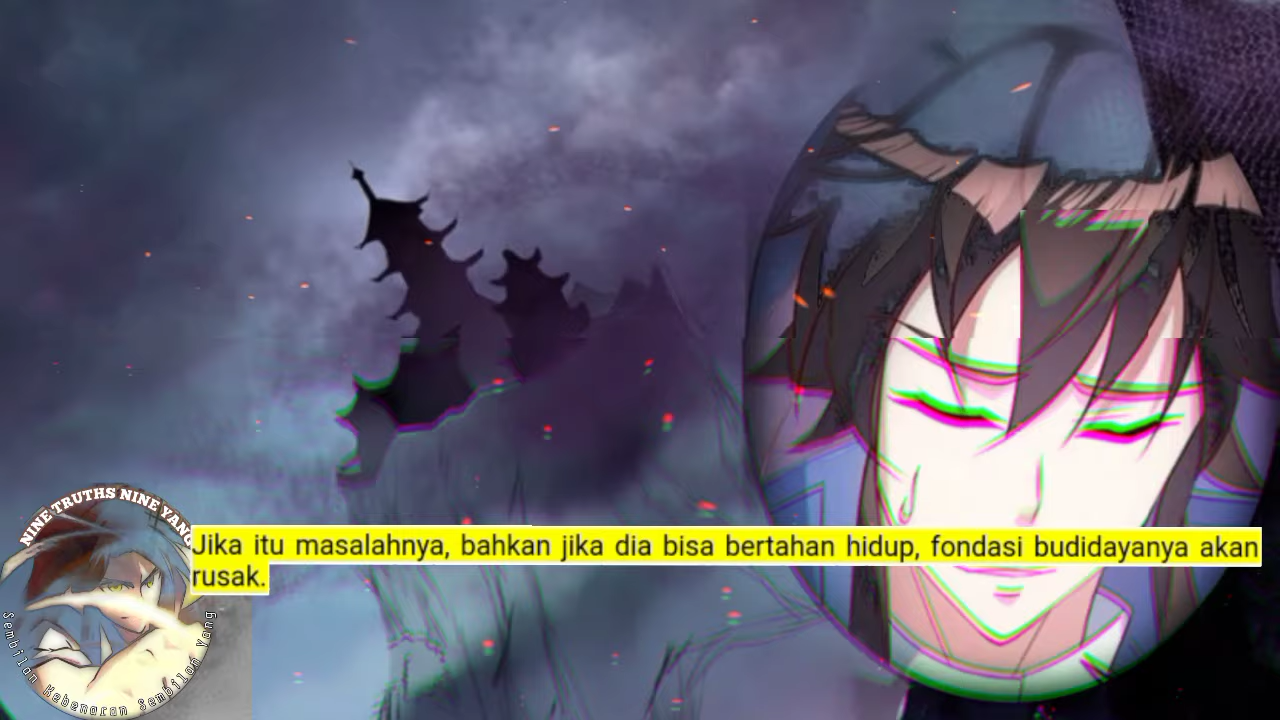 NINE TRUTHS NINE YANG
Jika itu masalahnya, bahkan jika dia bisa bertahan hidup, fondasi budidayanya akan
rusak.
Sembilan Kebenaran Sembilan Yang